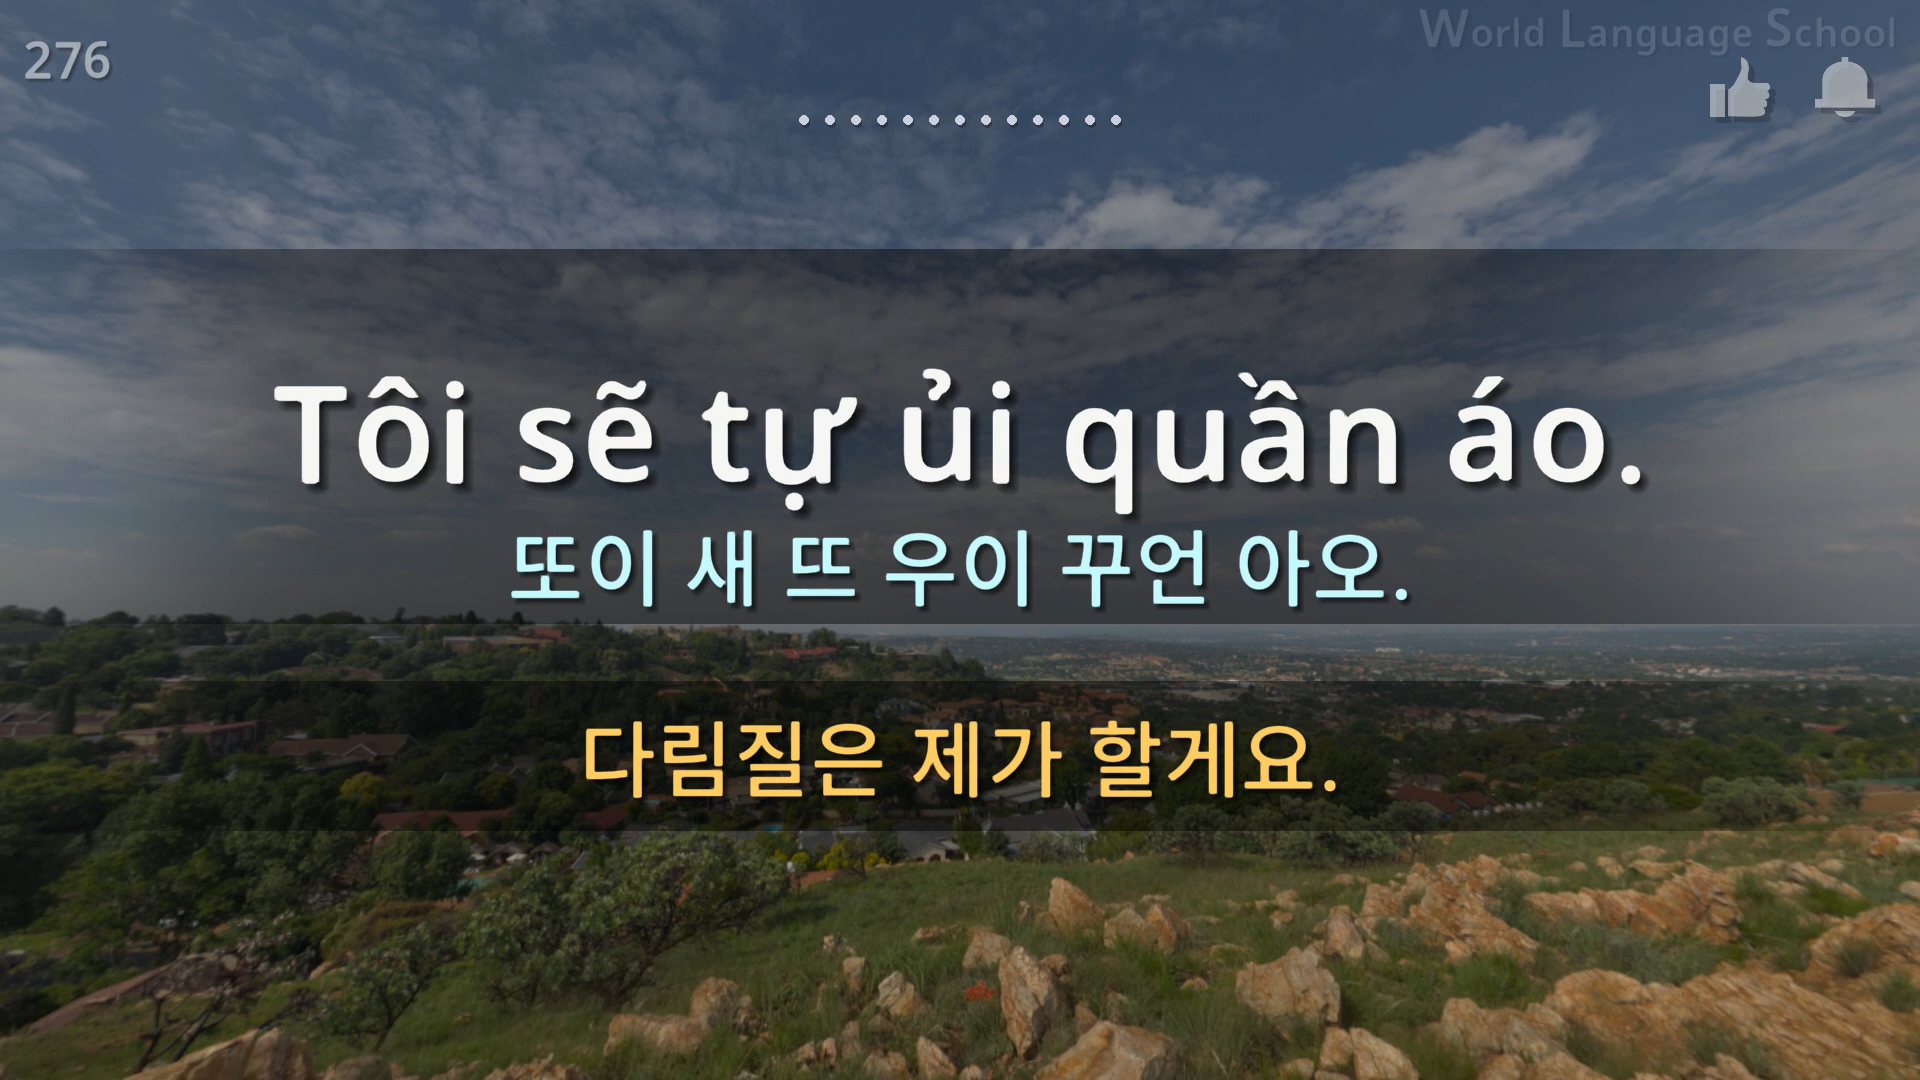 World Language School
276
Tôi sẽ tự ủi quần áo.
또이 새 뜨 우이 꾸언 아오.
다림질은 제가 할게요.